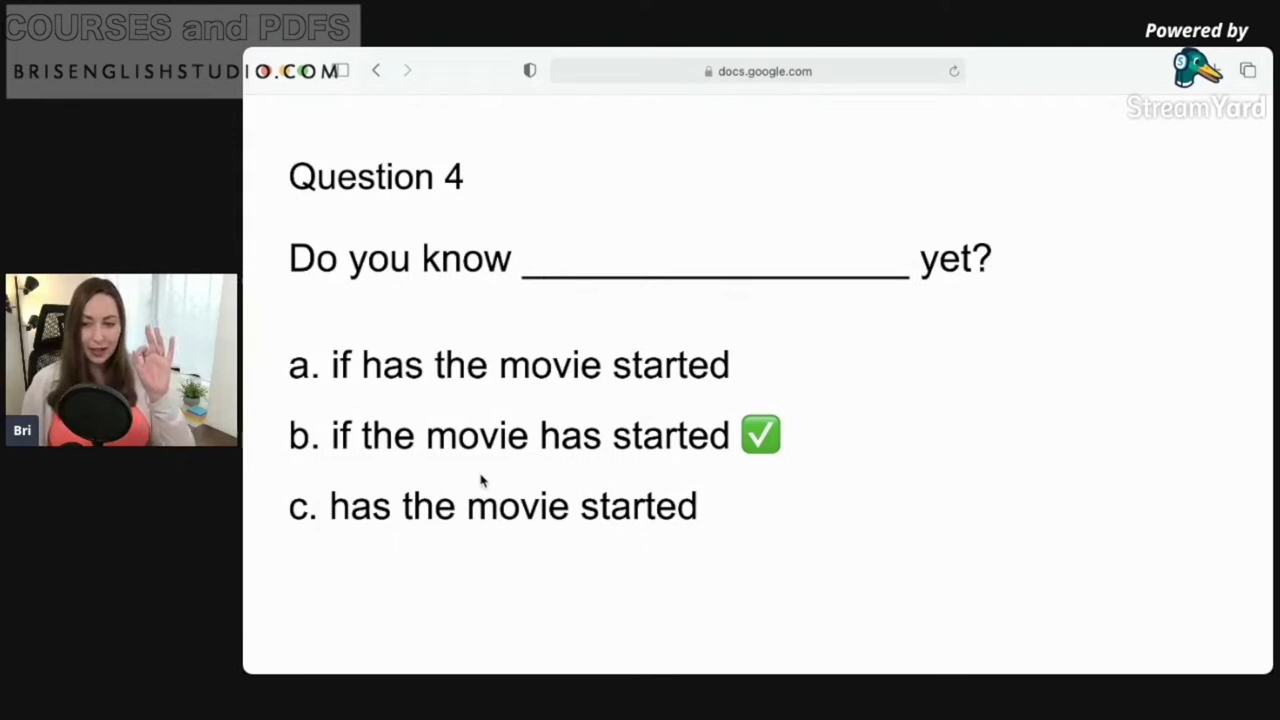 COURSES and PDFS
BRISENGLISHSTUDIO.COM
Powered by
docs.google.com
StreamYard
Question 4
Do you know __________________ yet?
a. if has the movie started
b. if the movie has started ✅
c. has the movie started
Bri